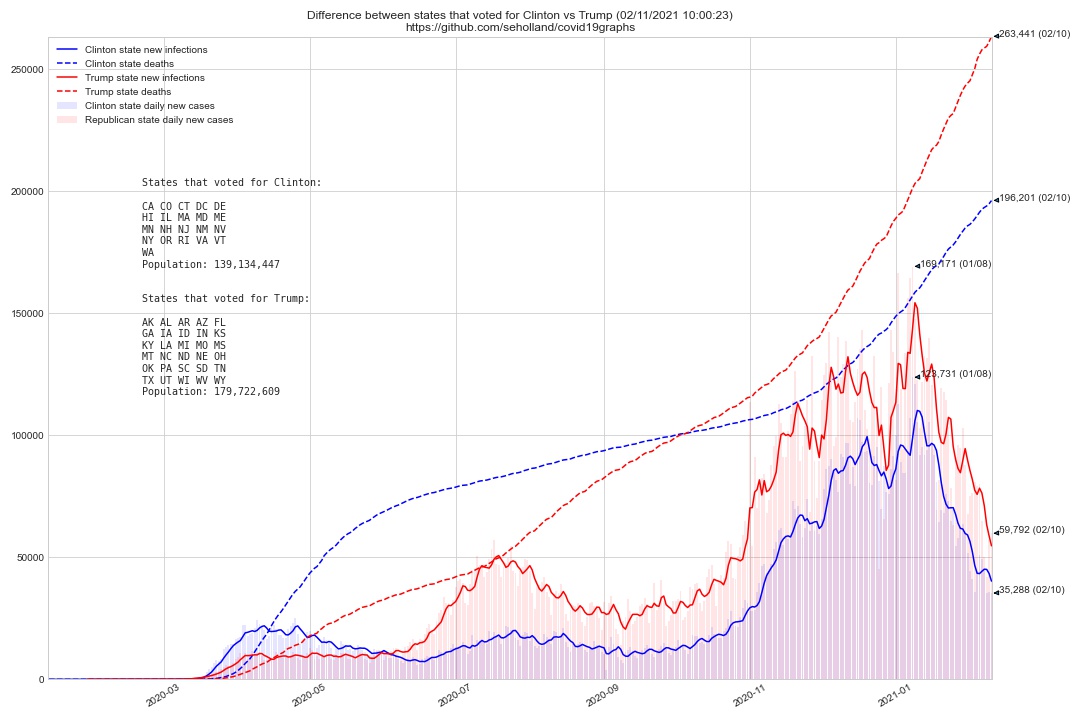 Difference between states that voted for Clinton vs Trump (02/11/2021 10:00:23)
https://github.com/seholland/covid19graphs
Clinton state new infections
Clinton state deaths
Trump state new infections
Trump state deaths
Clinton state daily new cases
Republican state daily new cases
250000
200000
150000
100000
50000
0
States that voted for Clinton:
CA CO CT DC DE
HI IL MA MD ME
MN NH NJ NM NV
NY OR RI VA VT
WA
Population: 139,134,447
States that voted for Trump:
AK AL AR AZ FL
GA IA ID IN KS
KY LA MI MO MS
MT NC ND NE OH
OK PA SC SD TN
TX UT WI WV WY
Population: 179,722,609
263,441 (02/10)
196,201 (02/10)
169,171 (01/08)
123,731 (01/08)
59,792 (02/10)
35,288 (02/10)
2020-03
2020-05
2020-07
2020-09
2020-11
2021-01